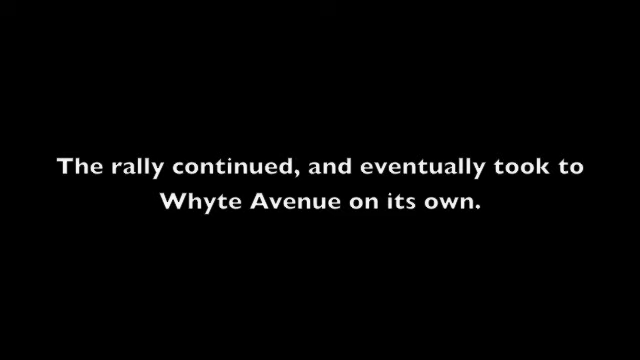 The rally continued, and eventually took to
Whyte Avenue on its own.